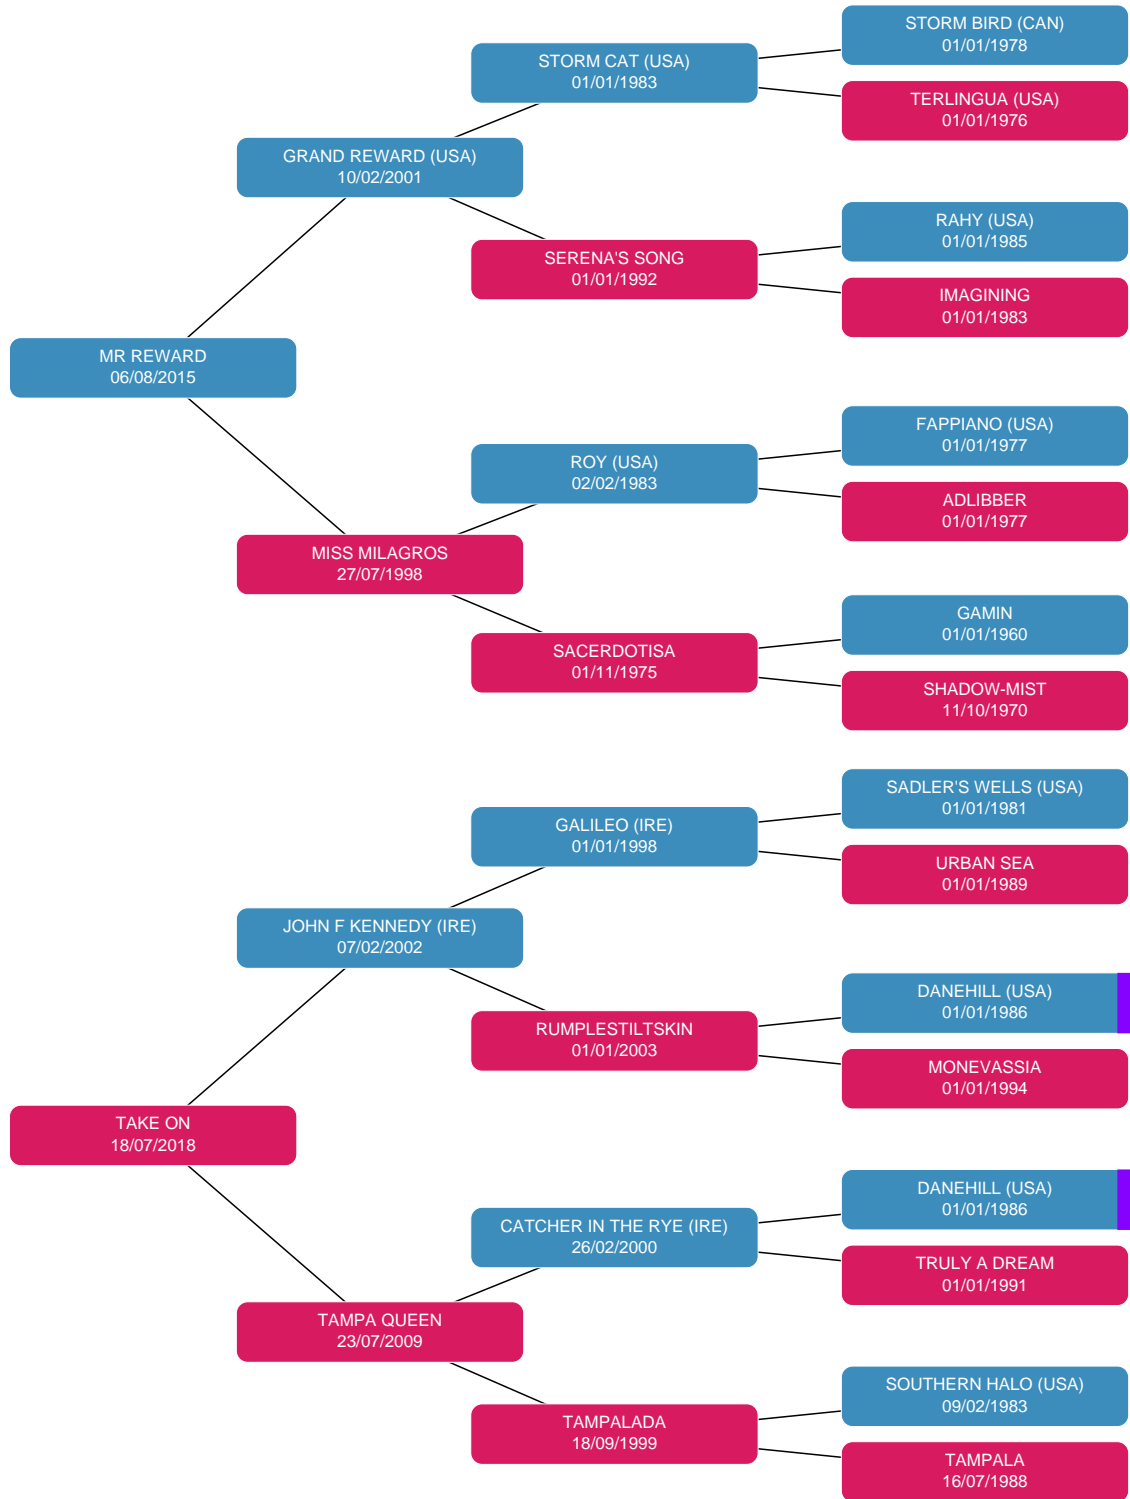 STORM BIRD (CAN)
01/01/1978
STORM CAT (USA)
01/01/1983
TERLINGUA (USA)
01/01/1976
GRAND REWARD (USA)
10/02/2001
RAHY (USA)
01/01/1985
SERENA'S SONG
01/01/1992
IMAGINING
01/01/1983
MR REWARD
06/08/2015
FAPPIANO (USA)
01/01/1977
ROY (USA)
02/02/1983
ADLIBBER
01/01/1977
MISS MILAGROS
27/07/1998
GAMIN
01/01/1960
SACERDOTISA
01/11/1975
SHADOW-MIST
11/10/1970
SADLER'S WELLS (USA)
01/01/1981
GALILEO (IRE)
01/01/1998
URBAN SEA
01/01/1989
JOHN F KENNEDY (IRE)
07/02/2002
DANEHILL (USA)
01/01/1986
RUMPLESTILTSKIN
01/01/2003
MONEVASSIA
01/01/1994
TAKE ON
18/07/2018
DANEHILL (USA)
01/01/1986
CATCHER IN THE RYE (IRE)
26/02/2000
TRULY A DREAM
01/01/1991
TAMPA QUEEN
23/07/2009
SOUTHERN HALO (USA)
09/02/1983
TAMPALADA
18/09/1999
TAMPALA
16/07/1988